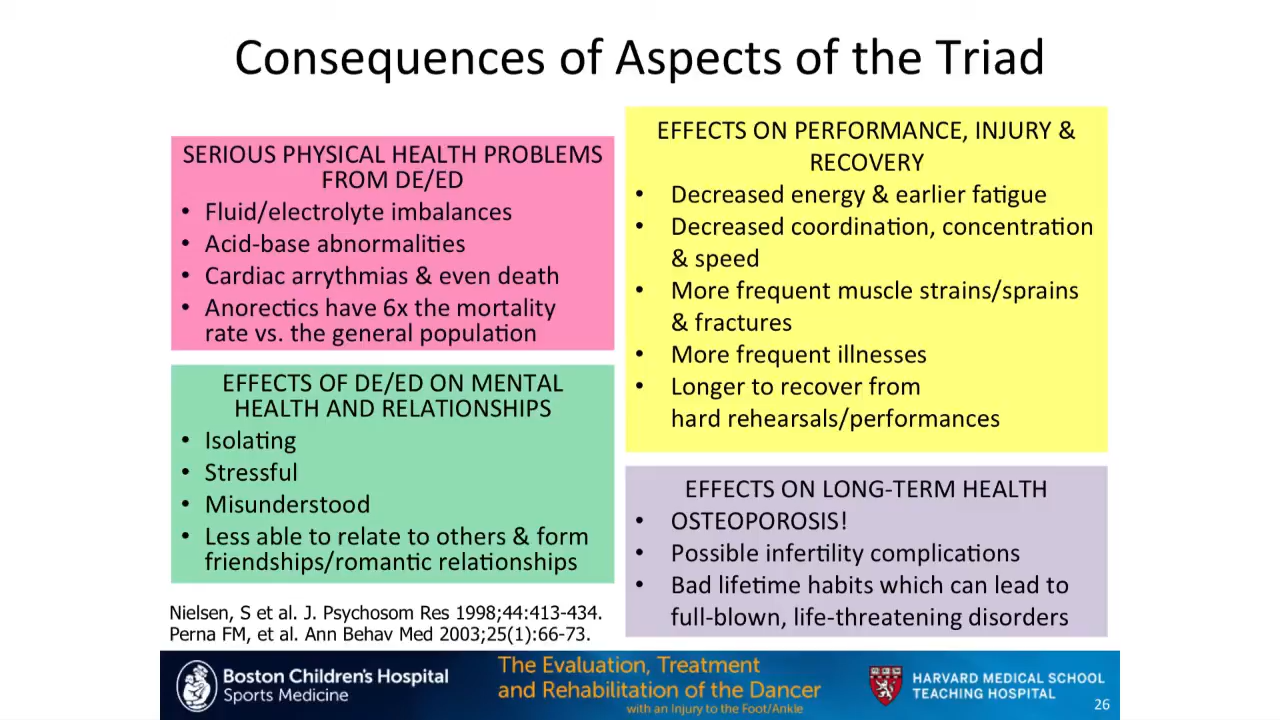 Consequences of Aspects of the Triad
SERIOUS PHYSICAL HEALTH PROBLEMS
FROM DE/ED
• Fluid/electrolyte imbalances
• Acid-base abnormalities
• Cardiac arrythmias & even death
• Anorectics have 6x the mortality
rate vs. the general population
EFFECTS OF DE/ED ON MENTAL
HEALTH AND RELATIONSHIPS
• Isolating
• Stressful
• Misunderstood
• Less able to relate to others & form
friendships/romantic relationships
EFFECTS ON PERFORMANCE, INJURY &
RECOVERY
• Decreased energy & earlier fatigue
• Decreased coordination, concentration
& speed
• More frequent muscle strains/sprains
& fractures
• More frequent illnesses
• Longer to recover from
hard rehearsals/performances
EFFECTS ON LONG-TERM HEALTH
• OSTEOPOROSIS!
• Possible infertility complications
• Bad lifetime habits which can lead to
full-blown, life-threatening disorders
Nielsen, S et al. J. Psychosom Res 1998;44:413-434.
Perna FM, et al. Ann Behav Med 2003;25(1):66-73.
Boston Children's Hospital
Sports Medicine
The Evaluation, Treatment
and Rehabilitation of the Dancer
with an Injury to the Foot/Ankle
HARVARD MEDICAL SCHOOL
TEACHING HOSPITAL
26